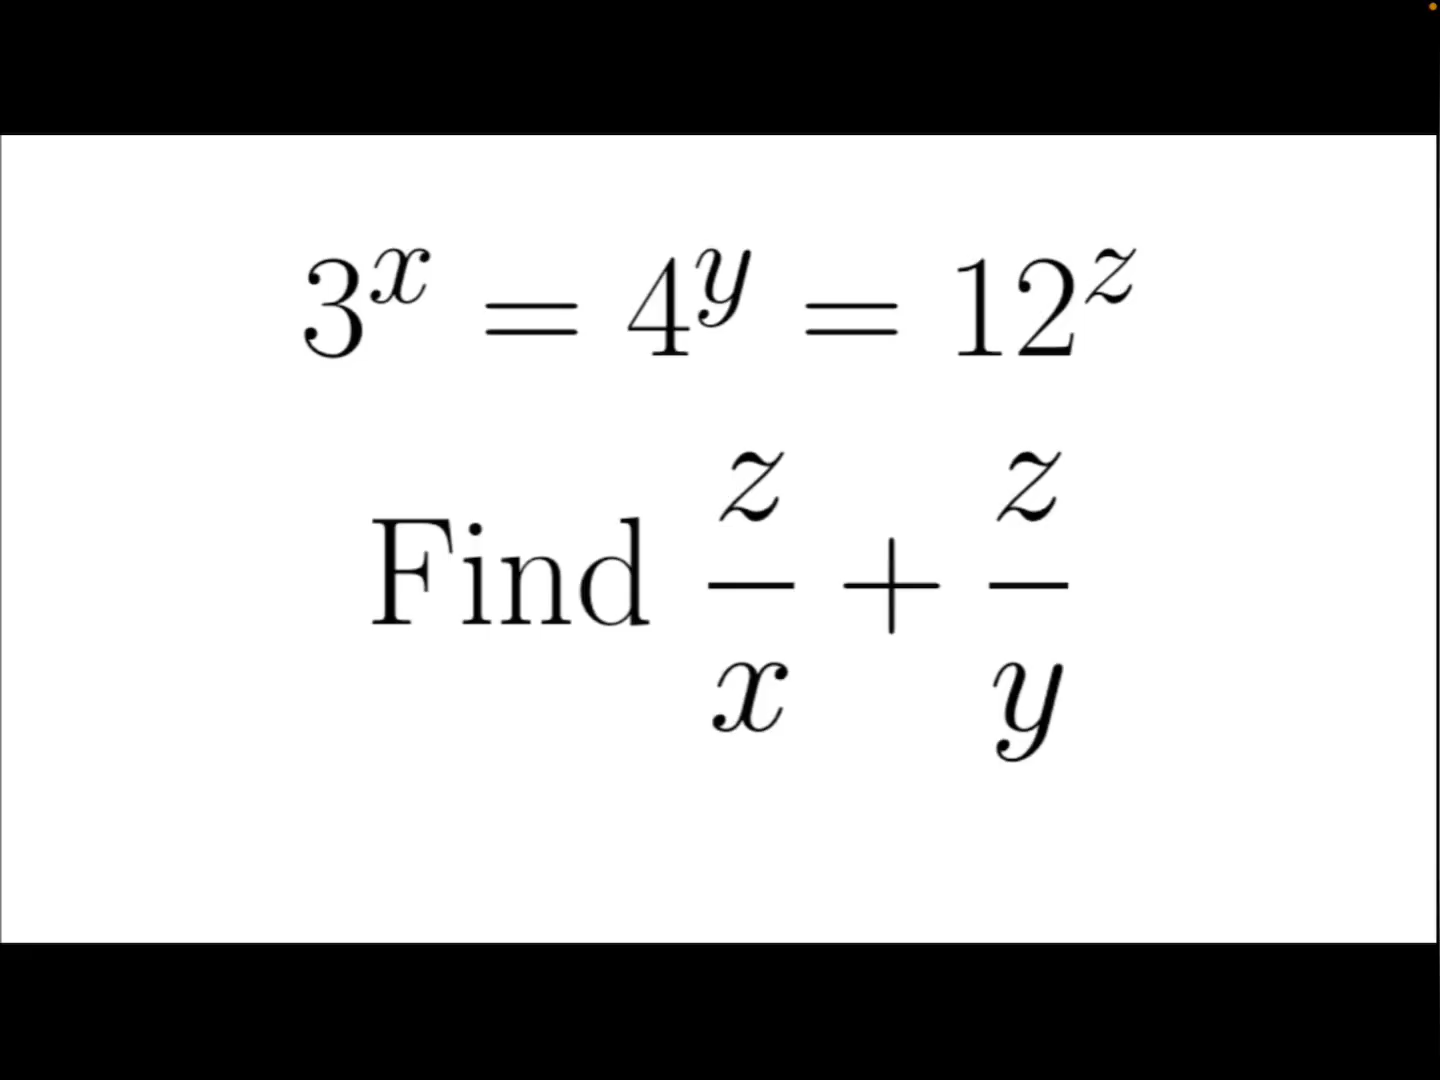 3^x = 4^y = 12^z
Find z/x + z/y